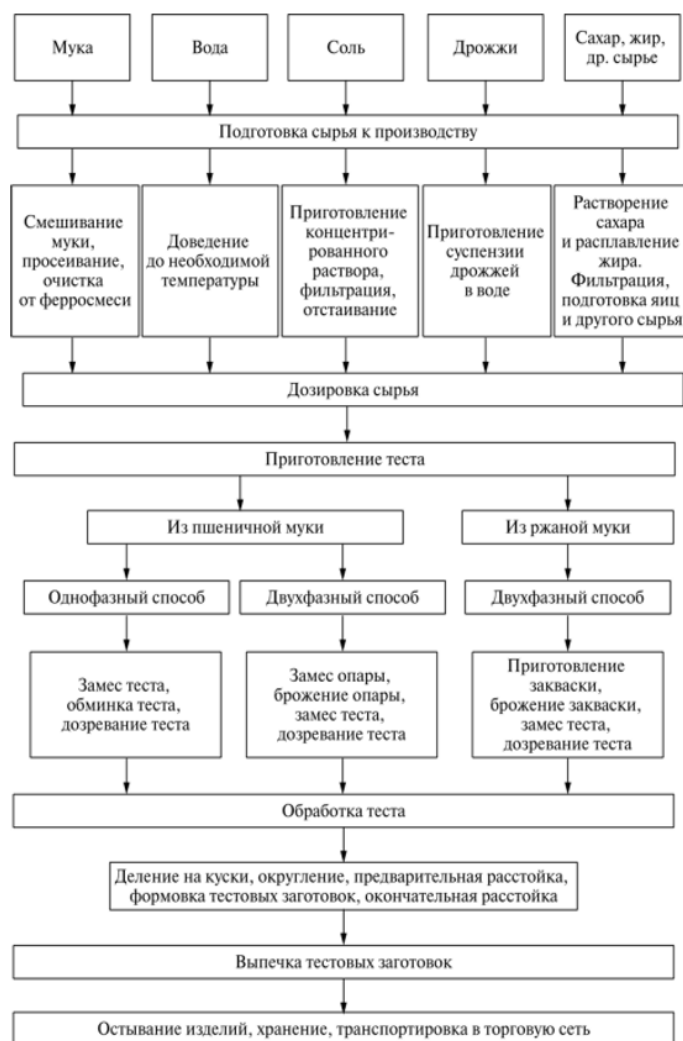 Мука
Вода
Соль
Дрожжи
Сахар, жир,
др. сырье
Подготовка сырья к производству
Смешивание
муки,
просеивание,
очистка
от ферросмеси
Доведение
до необходимой
температуры
Приготовление
концентри-
рованного
раствора,
фильтрация,
отстаивание
Приготовление
суспензии
дрожжей
в воде
Растворение
сахара
и расплавление
жира.
Фильтрация,
подготовка яиц
и другого сырья
Дозировка сырья
Приготовление теста
Из пшеничной муки
Из ржаной муки
Однофазный способ
Двухфазный способ
Двухфазный способ
Замес теста,
обминка теста,
дозревание теста
Замес опары,
брожение опары,
замес теста,
дозревание теста
Приготовление
закваски,
брожение закваски,
замес теста,
дозревание теста
Обработка теста
Деление на куски, округление, предварительная расстойка,
формовка тестовых заготовок, окончательная расстойка
Выпечка тестовых заготовок
Остывание изделий, хранение, транспортировка в торговую сеть